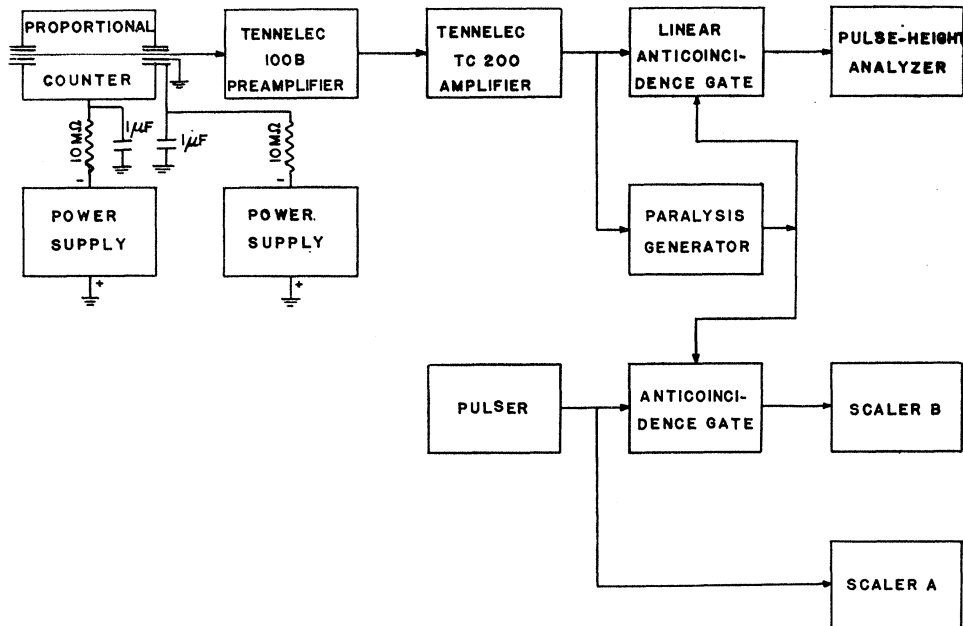 PROPORTIONAL
COUNTER
TENNELEC
100B
PREAMPLIFIER
TENNELEC
TC 200
AMPLIFIER
LINEAR
ANTICOINCI-
DENCE GATE
PULSE-HEIGHT
ANALYZER
10MΩ
1μF
1μF
10MΩ
-
-
POWER
SUPPLY
POWER.
SUPPLY
PARALYSIS
GENERATOR
+
+
PULSER
ANTICOINCI-
DENCE GATE
SCALER B
SCALER A